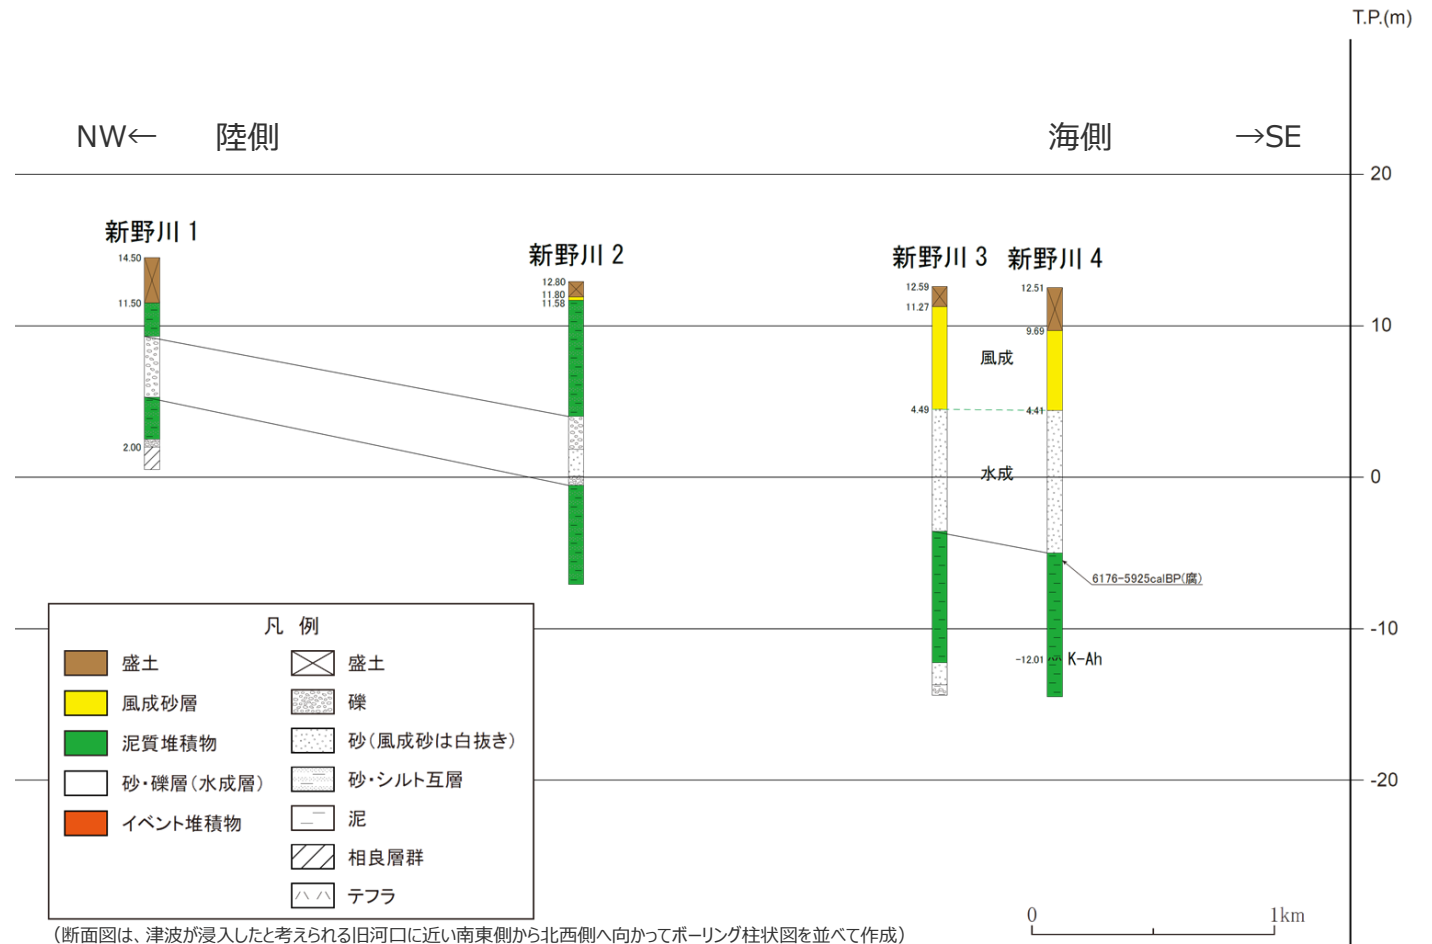 T.P.(m)
NW← 陸側 海側 →SE
20
新野川 1
新野川 2
新野川 3 新野川 4
14.50
11.50
2.00
12.80
11.80
11.58
12.59
11.27
4.49
12.51
9.69
4.41
10
風成
0
水成
6176-5925calBP(腐)
-10
-12.01 K-Ah
-20
凡 例
盛土 盛土
風成砂層 礫
泥質堆積物 砂(風成砂は白抜き)
砂・礫層(水成層) 砂・シルト互層
イベント堆積物 泥
相良層群
テフラ
0 1km
(断面図は、津波が浸入したと考えられる旧河口に近い南東側から北西側へ向かってボーリング柱状図を並べて作成)